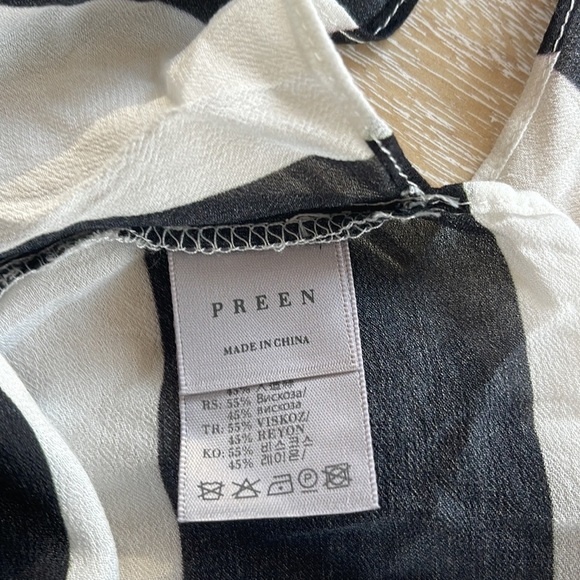 PREEN
MADE IN CHINA
45%
RS: 55% Вискоза/
45% вискоза
TR: 55% VISKOZ/
45% REYON
KO: 55% 비스코스
45% 레이온/